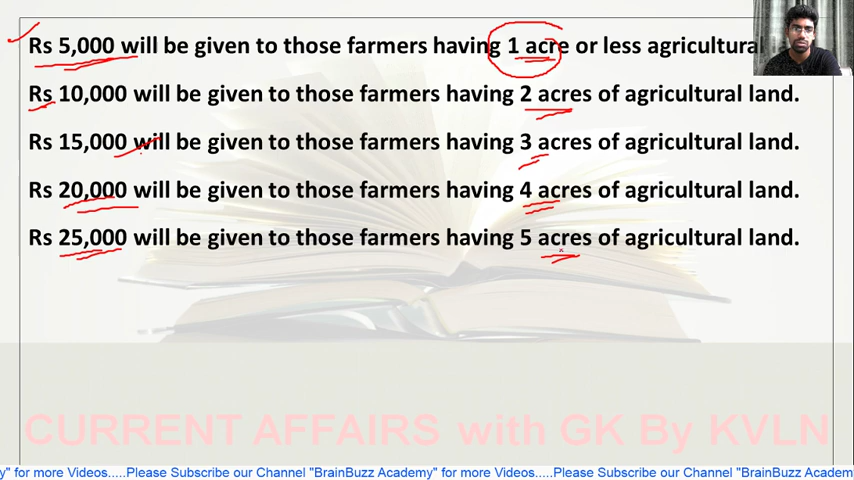 Rs 5,000 will be given to those farmers having 1 acre or less agricultural
Rs 10,000 will be given to those farmers having 2 acres of agricultural land.
Rs 15,000 will be given to those farmers having 3 acres of agricultural land.
Rs 20,000 will be given to those farmers having 4 acres of agricultural land.
Rs 25,000 will be given to those farmers having 5 acres of agricultural land.
CURRENT AFFAIRS with GK By KVLN
y" for more Videos.....Please Subscribe our Channel "BrainBuzz Academy" for more Videos.....Please Subscribe our Channel "BrainBuzz Academy